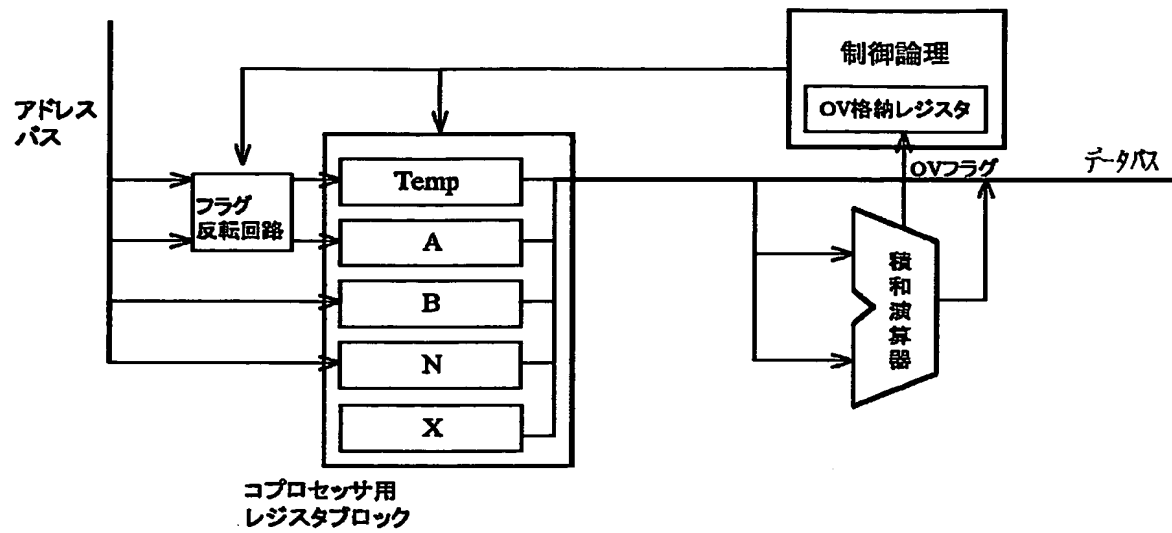 制御論理
OV格納レジスタ
アドレス
バス
OVフラグ
データバス
フラグ
反転回路
Temp
A
B
N
X
積和演算器
コプロセッサ用
レジスタブロック